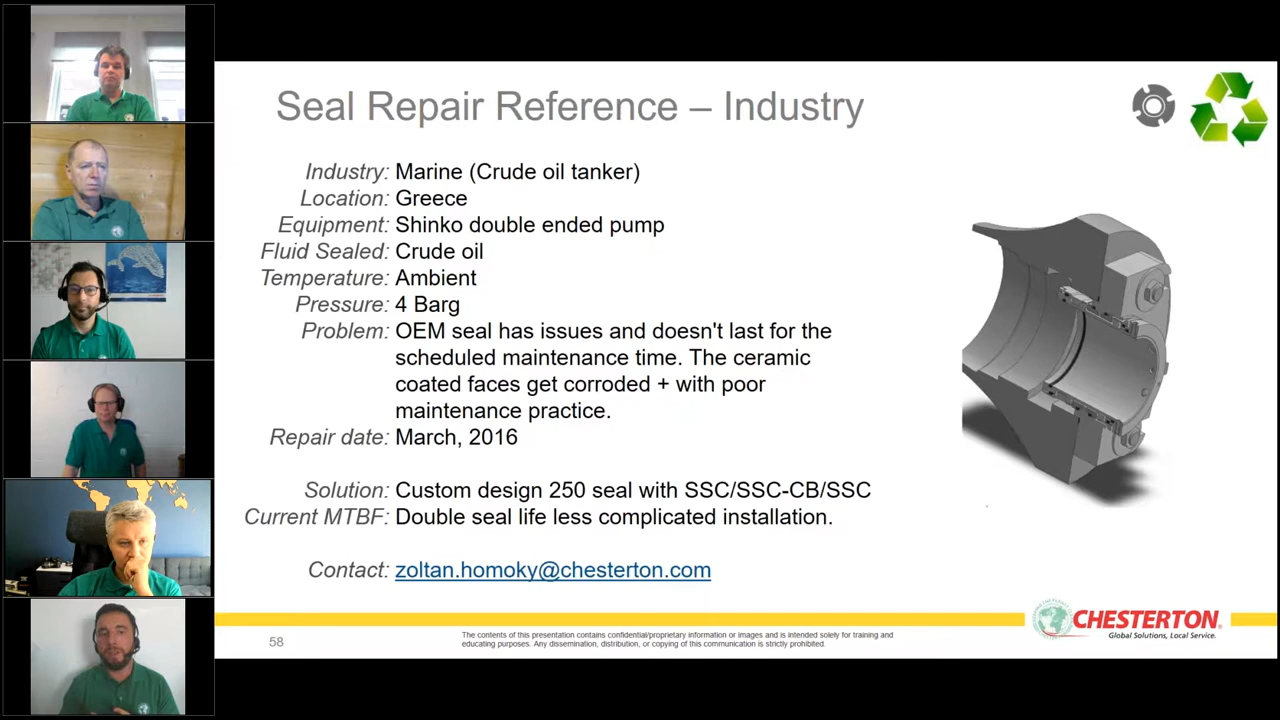 Seal Repair Reference – Industry
Industry: Marine (Crude oil tanker)
Location: Greece
Equipment: Shinko double ended pump
Fluid Sealed: Crude oil
Temperature: Ambient
Pressure: 4 Barg
Problem: OEM seal has issues and doesn't last for the
scheduled maintenance time. The ceramic
coated faces get corroded + with poor
maintenance practice.
Repair date: March, 2016
Solution: Custom design 250 seal with SSC/SSC-CB/SSC
Current MTBF: Double seal life less complicated installation.
Contact: zoltan.homoky@chesterton.com
CHESTERTON®
Global Solutions, Local Service.
58
The contents of this presentation contains confidential/proprietary information or images and is intended solely for training and
educating purposes. Any dissemination, distribution, or copying of this communication is strictly prohibited.